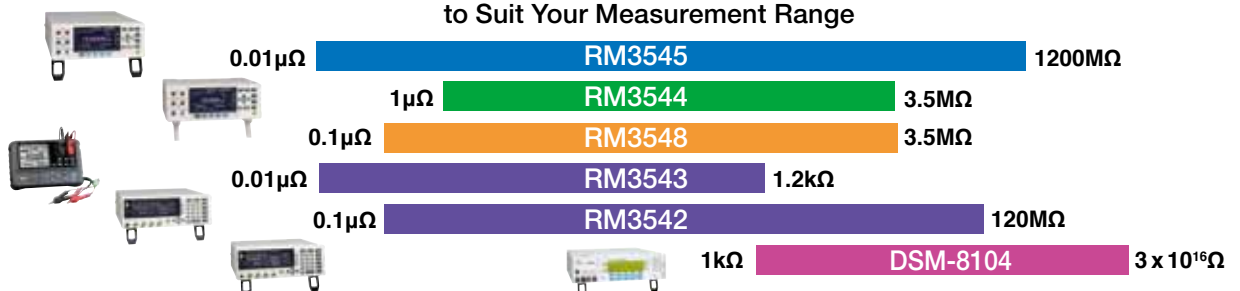 to Suit Your Measurement Range
0.01µΩ RM3545 1200MΩ
1µΩ RM3544 3.5MΩ
0.1µΩ RM3548 3.5MΩ
0.01µΩ RM3543 1.2kΩ
0.1µΩ RM3542 120MΩ
1kΩ DSM-8104 3 x 10¹⁶Ω